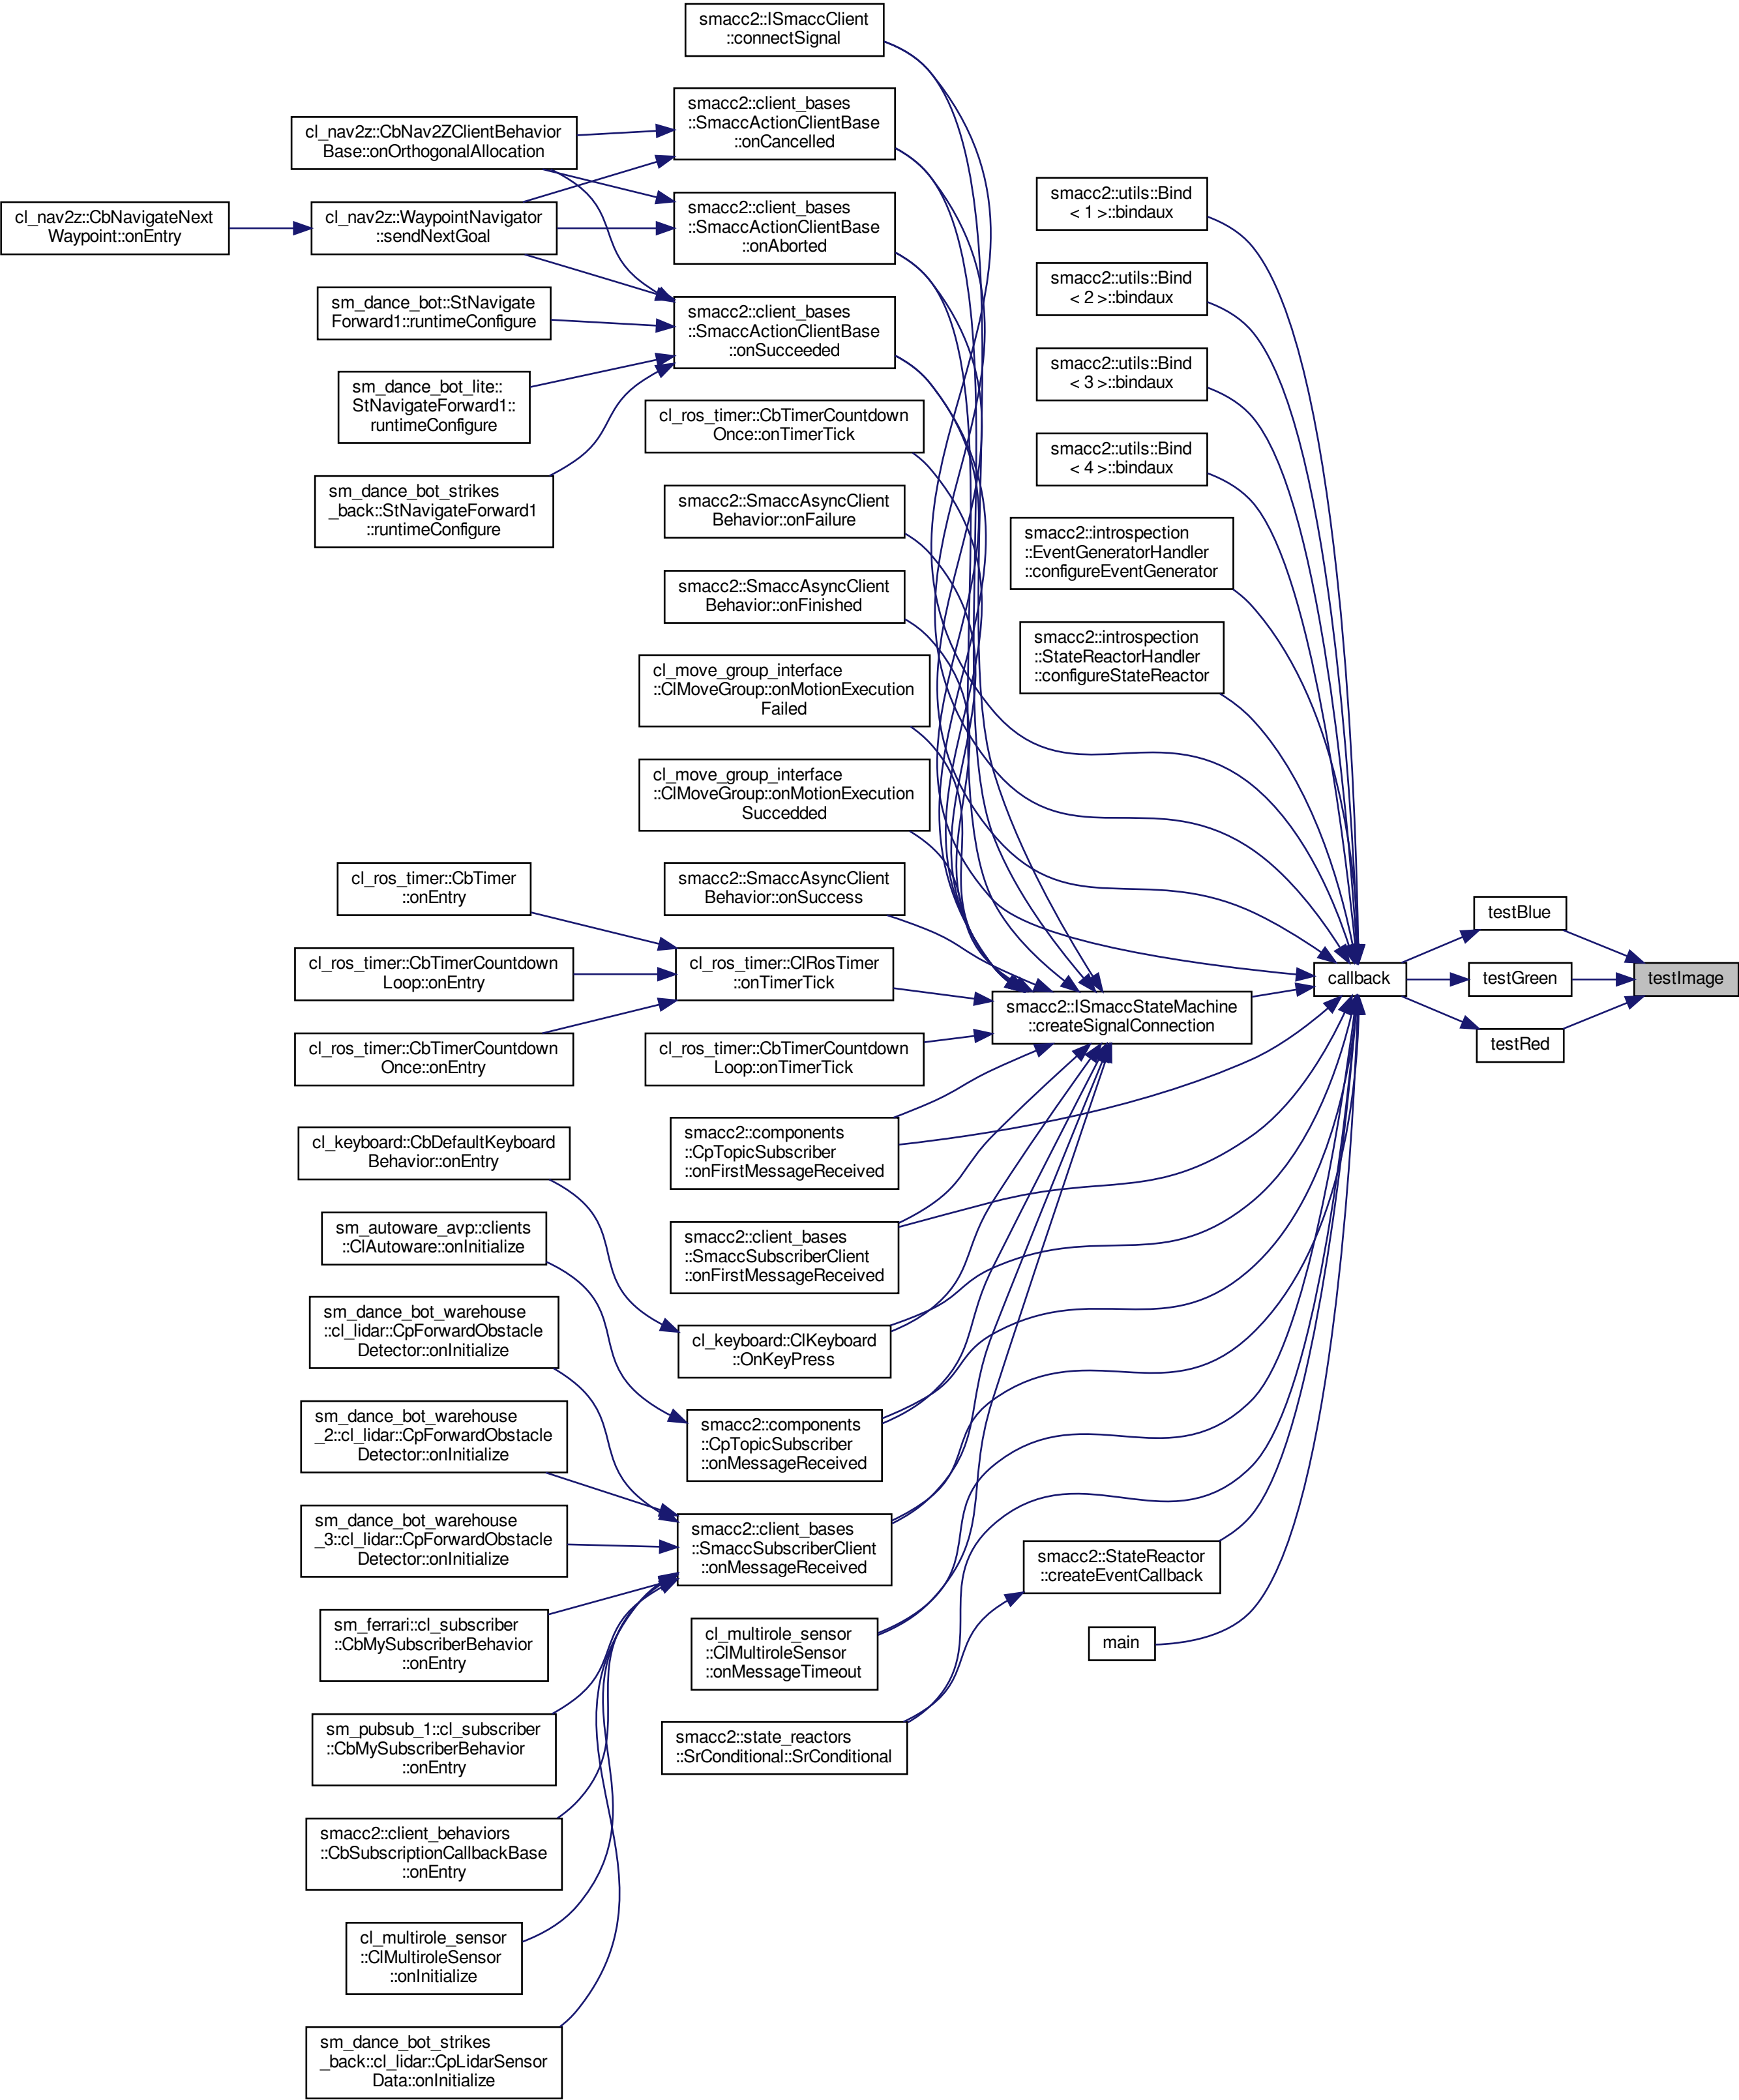 smacc2::ISmaccClient
::connectSignal
smacc2::client_bases
::SmaccActionClientBase
::onCancelled
cl_nav2z::CbNav2ZClientBehavior
Base::onOrthogonalAllocation
cl_nav2z::CbNavigateNext
Waypoint::onEntry
cl_nav2z::WaypointNavigator
::sendNextGoal
smacc2::client_bases
::SmaccActionClientBase
::onAborted
sm_dance_bot::StNavigate
Forward1::runtimeConfigure
smacc2::client_bases
::SmaccActionClientBase
::onSucceeded
sm_dance_bot_lite::
StNavigateForward1::
runtimeConfigure
sm_dance_bot_strikes
_back::StNavigateForward1
::runtimeConfigure
cl_ros_timer::CbTimerCountdown
Once::onTimerTick
smacc2::SmaccAsyncClient
Behavior::onFailure
smacc2::SmaccAsyncClient
Behavior::onFinished
cl_move_group_interface
::ClMoveGroup::onMotionExecution
Failed
cl_move_group_interface
::ClMoveGroup::onMotionExecution
Succedded
smacc2::SmaccAsyncClient
Behavior::onSuccess
cl_ros_timer::CbTimer
::onEntry
cl_ros_timer::CbTimerCountdown
Loop::onEntry
cl_ros_timer::CbTimerCountdown
Once::onEntry
cl_ros_timer::ClRosTimer
::onTimerTick
cl_ros_timer::CbTimerCountdown
Loop::onTimerTick
smacc2::components
::CpTopicSubscriber
::onFirstMessageReceived
smacc2::client_bases
::SmaccSubscriberClient
::onFirstMessageReceived
cl_keyboard::CbDefaultKeyboard
Behavior::onEntry
cl_keyboard::ClKeyboard
::OnKeyPress
sm_autoware_avp::clients
::ClAutoware::onInitialize
smacc2::components
::CpTopicSubscriber
::onMessageReceived
sm_dance_bot_warehouse
::cl_lidar::CpForwardObstacle
Detector::onInitialize
sm_dance_bot_warehouse
_2::cl_lidar::CpForwardObstacle
Detector::onInitialize
sm_dance_bot_warehouse
_3::cl_lidar::CpForwardObstacle
Detector::onInitialize
smacc2::client_bases
::SmaccSubscriberClient
::onMessageReceived
sm_ferrari::cl_subscriber
::CbMySubscriberBehavior
::onEntry
sm_pubsub_1::cl_subscriber
::CbMySubscriberBehavior
::onEntry
smacc2::client_behaviors
::CbSubscriptionCallbackBase
::onEntry
cl_multirole_sensor
::ClMultiroleSensor
::onInitialize
sm_dance_bot_strikes
_back::cl_lidar::CpLidarSensor
Data::onInitialize
cl_multirole_sensor
::ClMultiroleSensor
::onMessageTimeout
smacc2::state_reactors
::SrConditional::SrConditional
smacc2::utils::Bind
< 1 >::bindaux
smacc2::utils::Bind
< 2 >::bindaux
smacc2::utils::Bind
< 3 >::bindaux
smacc2::utils::Bind
< 4 >::bindaux
smacc2::introspection
::EventGeneratorHandler
::configureEventGenerator
smacc2::introspection
::StateReactorHandler
::configureStateReactor
smacc2::ISmaccStateMachine
::createSignalConnection
smacc2::StateReactor
::createEventCallback
main
callback
testBlue
testGreen
testRed
testImage